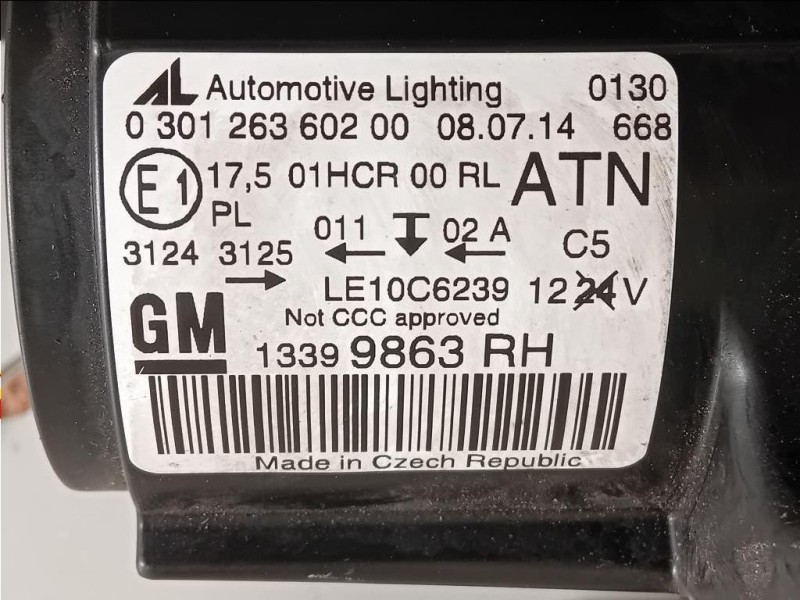 AL Automotive Lighting 0130
0 301 263 602 00 08.07.14 668
E1 17,5 01HCR 00 RL ATN
PL
011 02 A C5
3124 3125
LE10C6239 12 24 V
GM Not CCC approved
1339 9863 RH
Made in Czech Republic